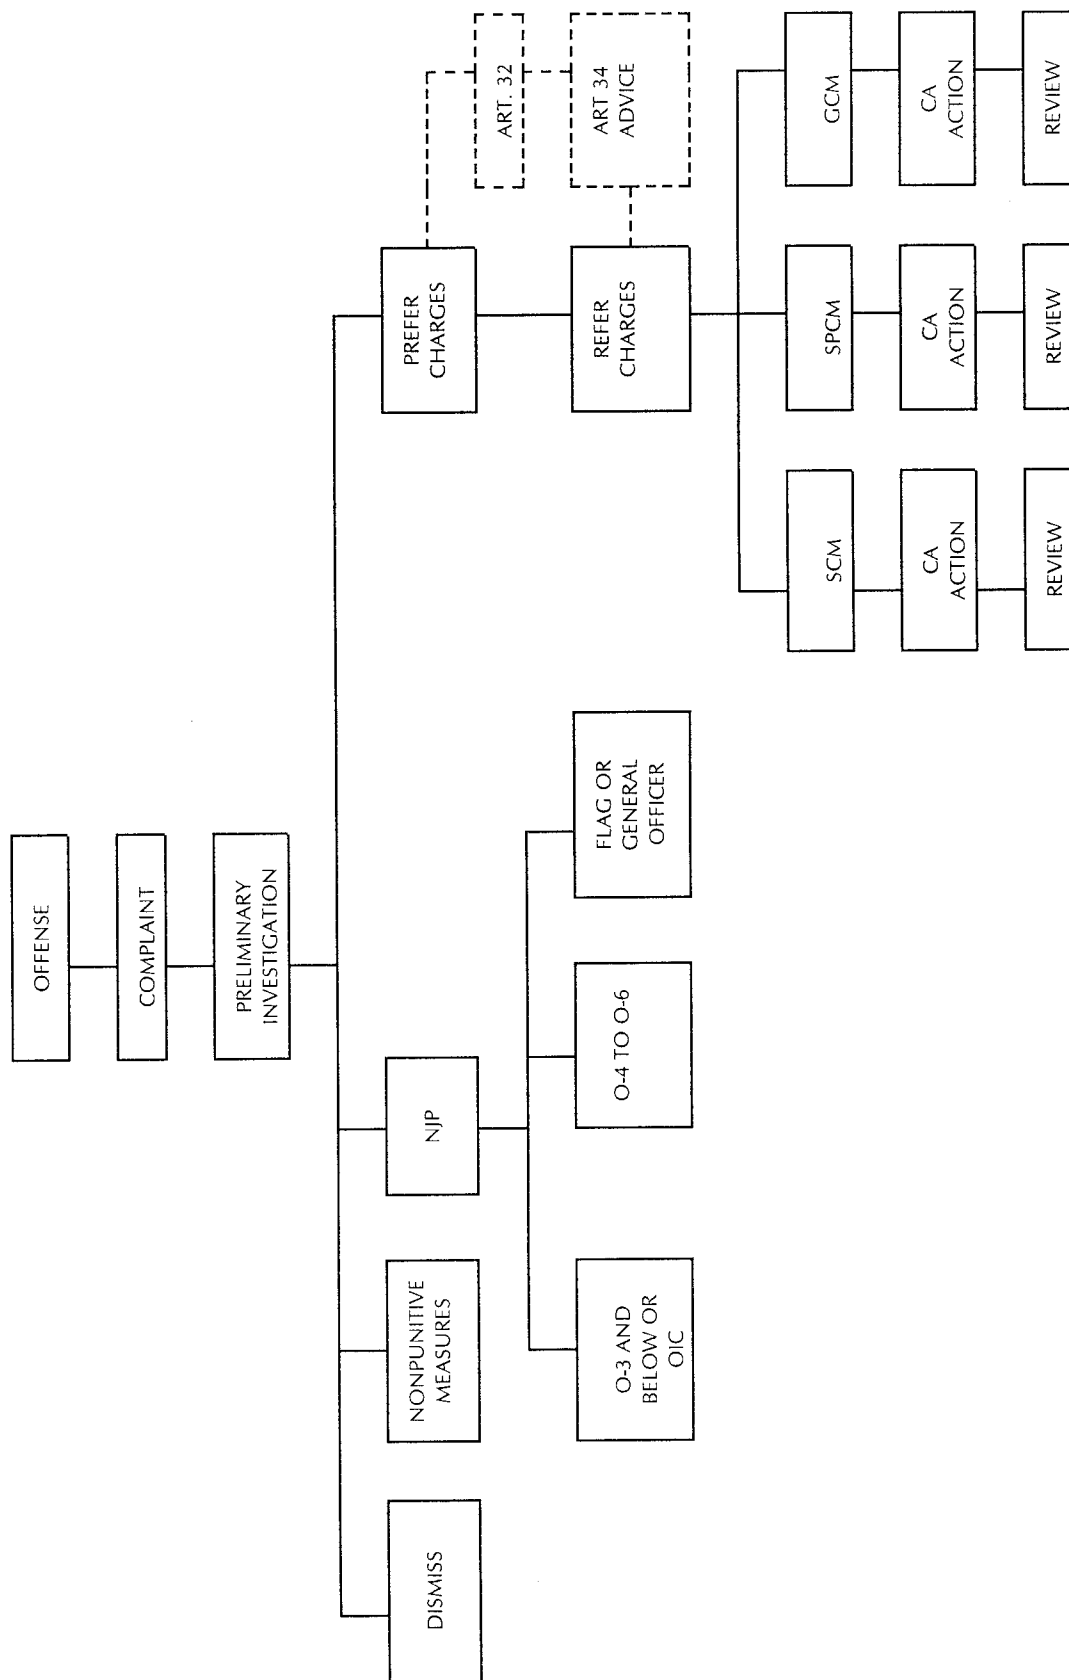 OFFENSE
COMPLAINT
PRELIMINARY
INVESTIGATION
DISMISS
NONPUNITIVE
MEASURES
NJP
PREFER
CHARGES
ART. 32
O-3 AND
BELOW OR
OIC
O-4 TO O-6
FLAG OR
GENERAL
OFFICER
REFER
CHARGES
ART 34
ADVICE
SCM
SPCM
GCM
CA
ACTION
CA
ACTION
CA
ACTION
REVIEW
REVIEW
REVIEW